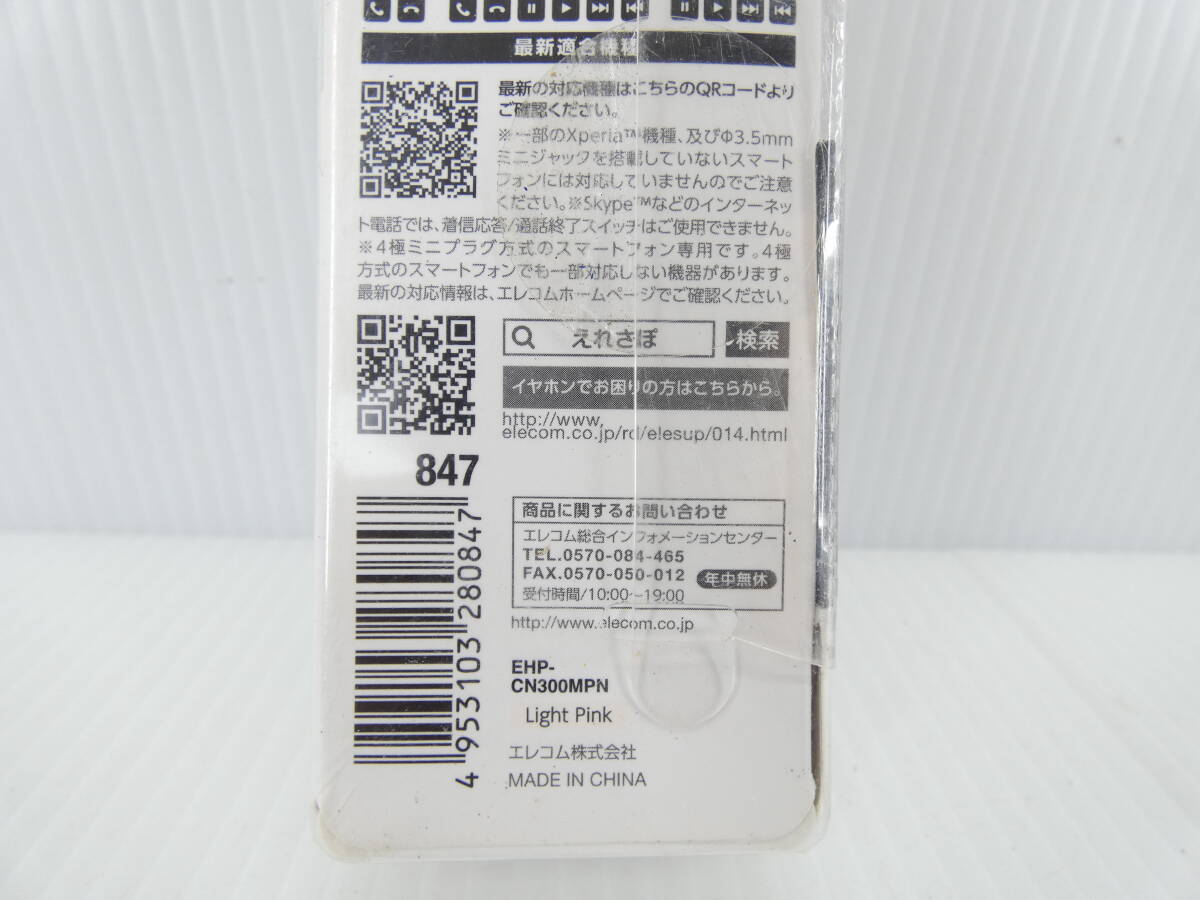 最新適合機種
最新の対応機種はこちらのQRコードより
ご確認ください。
※一部のXperia™機種、及びΦ3.5mm
ミニジャックを搭載していないスマート
フォンには対応していませんのでご注意
ください。※Skype™などのインターネッ
ト電話では、着信応答/通話終了スイッチはご使用できません。
※4極ミニプラグ方式のスマートフォン専用です。4極
方式のスマートフォンでも一部対応しない機器があります。
最新の対応情報は、エレコムホームページでご確認ください。
えれさぽ
検索
イヤホンでお困りの方はこちらから。
http://www.
elecom.co.jp/rd/elesup/014.html
847
4953103280847
商品に関するお問い合わせ
エレコム総合インフォメーションセンター
TEL.0570-084-465
FAX.0570-050-012 年中無休
受付時間/10:00~19:00
http://www.elecom.co.jp
EHP-
CN300MPN
Light Pink
エレコム株式会社
MADE IN CHINA